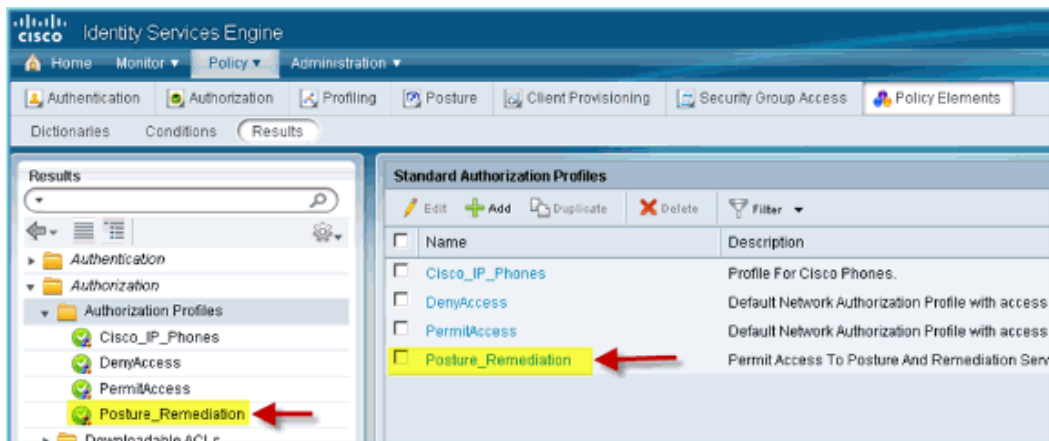 cisco Identity Services Engine
Home Monitor Policy Administration
Authentication Authorization Profiling Posture Client Provisioning Security Group Access Policy Elements
Dictionaries Conditions Results
Results
Authentication
Authorization
Authorization Profiles
Cisco_IP_Phones
DenyAccess
PermitAccess
Posture_Remediation
Downloadable ACLs
Standard Authorization Profiles
Edit Add Duplicate Delete Filter
Name Description
Cisco_IP_Phones Profile For Cisco Phones.
DenyAccess Default Network Authorization Profile with access
PermitAccess Default Network Authorization Profile with access
Posture_Remediation Permit Access To Posture And Remediation Serv